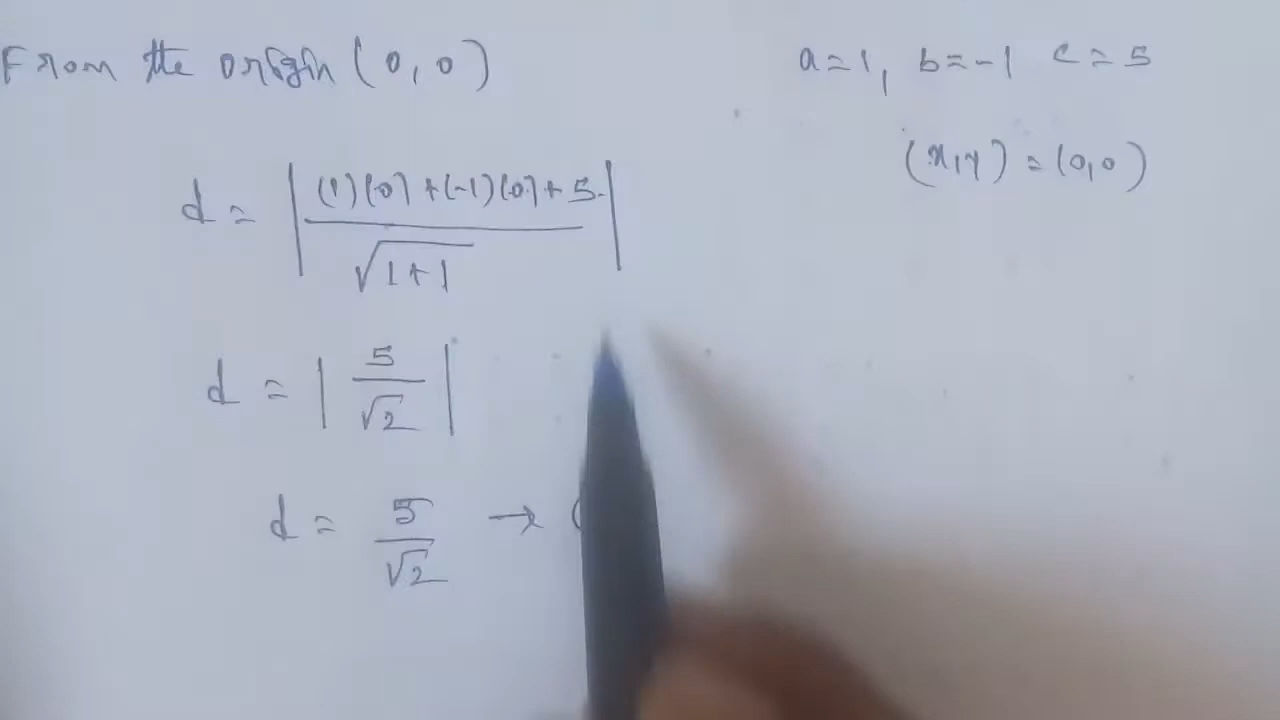 From the origin (0,0)
a=1, b=-1 c=5
(x,y) = (0,0)
d = | (1)(0)+(-1)(0)+5 / √1+1 |
d = | 5 / √2 |
d = 5 / √2 → (